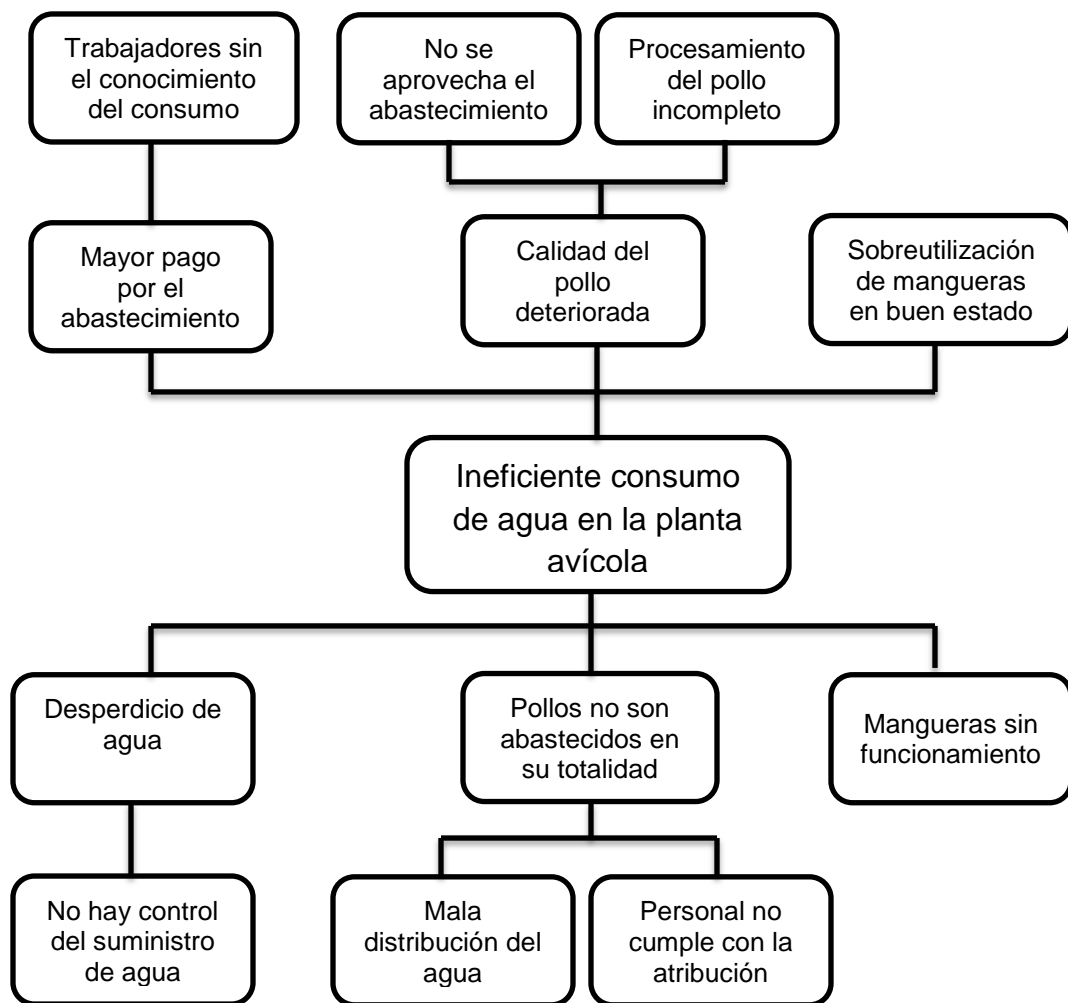 Trabajadores sin
el conocimiento
del consumo
No se
aprovecha el
abastecimiento
Procesamiento
del pollo
incompleto
Mayor pago
por el
abastecimiento
Calidad del
pollo
deteriorada
Sobreutilización
de mangueras
en buen estado
Ineficiente consumo
de agua en la planta
avícola
Desperdicio de
agua
Pollos no son
abastecidos en
su totalidad
Mangueras sin
funcionamiento
No hay control
del suministro
de agua
Mala
distribución del
agua
Personal no
cumple con la
atribución